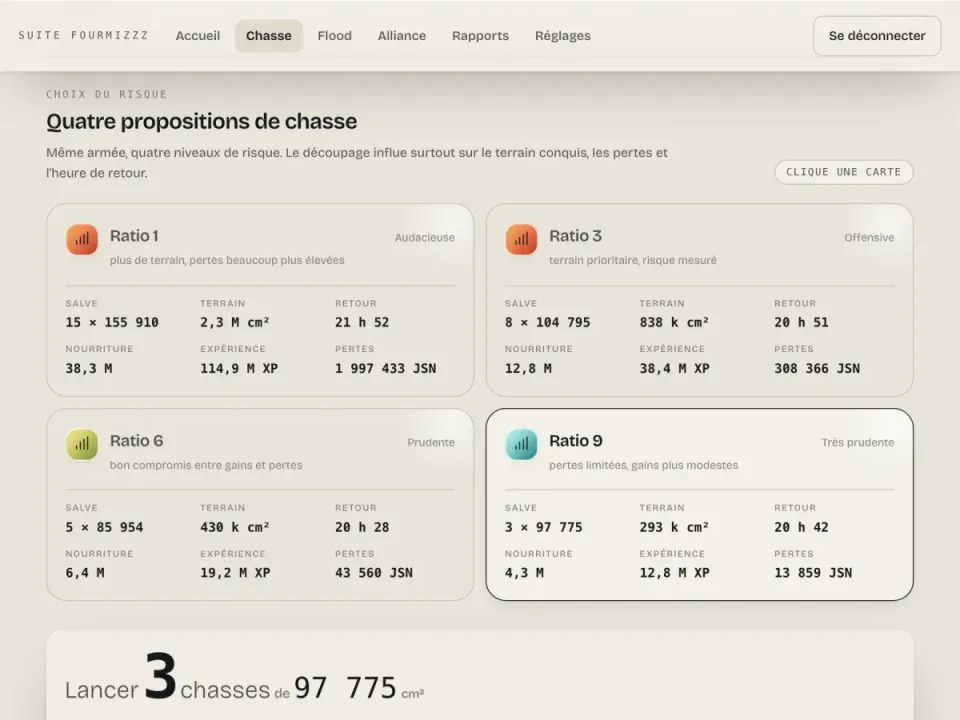 SUITE FOURMIZZZ Accueil Chasse Flood Alliance Rapports Réglages Se déconnecter
CHOIX DU RISQUE
Quatre propositions de chasse
Même armée, quatre niveaux de risque. Le découpage influe surtout sur le terrain conquis, les pertes et
l'heure de retour.
CLIQUE UNE CARTE
Ratio 1 Audacieuse
plus de terrain, pertes beaucoup plus élevées
SALVE TERRAIN RETOUR
15 × 155 910 2,3 M cm² 21 h 52
NOURRITURE EXPÉRIENCE PERTES
38,3 M 114,9 M XP 1 997 433 JSN
Ratio 3 Offensive
terrain prioritaire, risque mesuré
SALVE TERRAIN RETOUR
8 × 104 795 838 k cm² 20 h 51
NOURRITURE EXPÉRIENCE PERTES
12,8 M 38,4 M XP 308 366 JSN
Ratio 6 Prudente
bon compromis entre gains et pertes
SALVE TERRAIN RETOUR
5 × 85 954 430 k cm² 20 h 28
NOURRITURE EXPÉRIENCE PERTES
6,4 M 19,2 M XP 43 560 JSN
Ratio 9 Très prudente
pertes limitées, gains plus modestes
SALVE TERRAIN RETOUR
3 × 97 775 293 k cm² 20 h 42
NOURRITURE EXPÉRIENCE PERTES
4,3 M 12,8 M XP 13 859 JSN
Lancer 3 chasses de 97 775 cm²